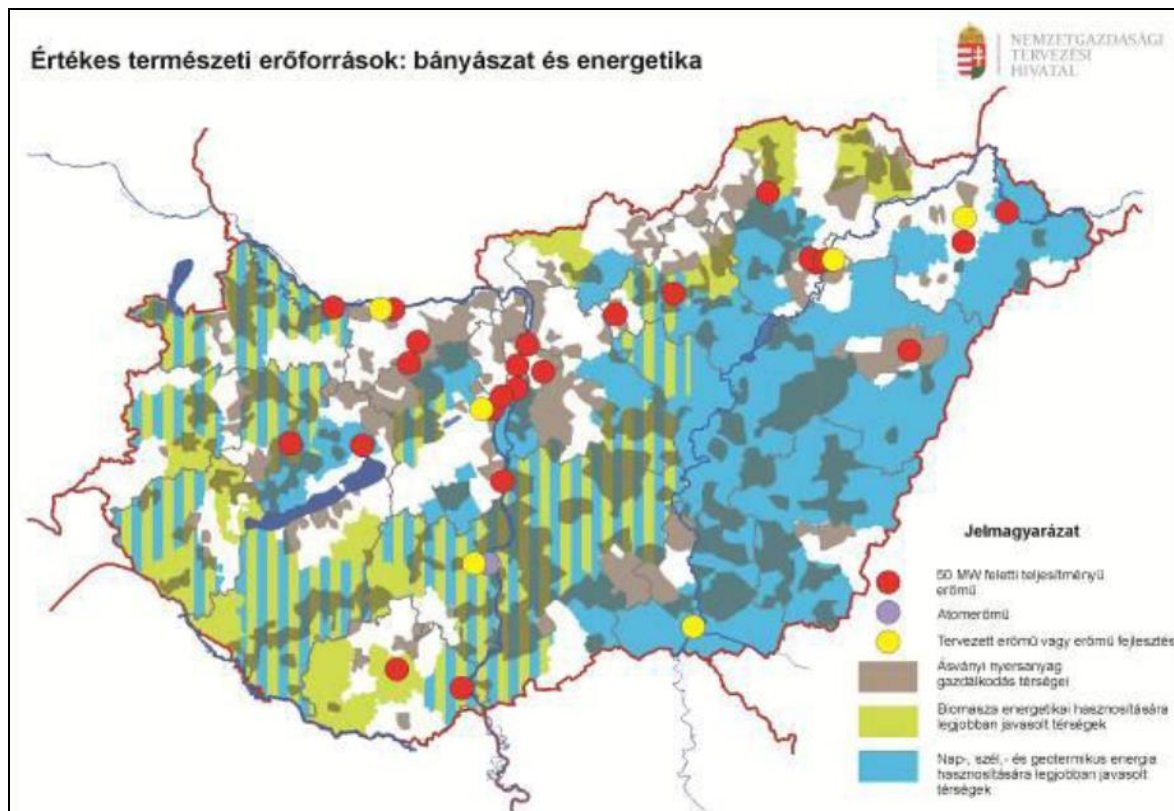 Értékes természeti erőforrások: bányászat és energetika
NEMZETGAZDASÁGI
TERVEZÉSI
HIVATAL
Jelmagyarázat
50 MW feletti teljesítményű
erőmű
Atomerőmű
Tervezett erőmű vagy erőmű fejlesztés
Ásványi nyersanyag
gazdálkodás térségei
Biomasza energetikai hasznosítására
legjobban javasolt térségek
Nap-, szél,- és geotermikus energia
hasznosítására legjobban javasolt
térségek